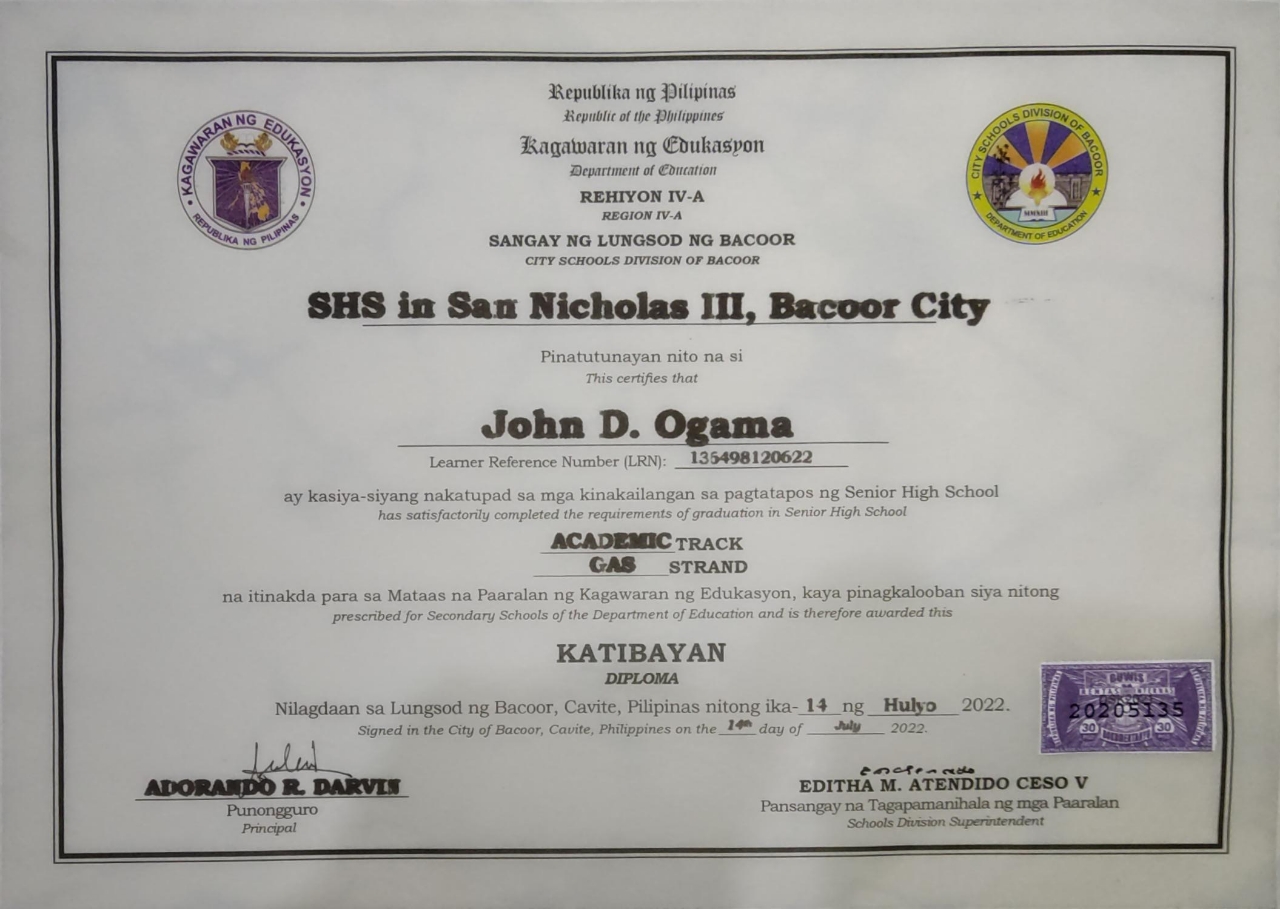 Republika ng Pilipinas
Republic of the Philippines
Kagawaran ng Edukasyon
Department of Education
REHIYON IV-A
REGION IV-A
SANGAY NG LUNGSOD NG BACOOR
CITY SCHOOLS DIVISION OF BACOOR
KAGAWARAN NG EDUKASYON
REPUBLIKA NG PILIPINAS
CITY SCHOOLS DIVISION OF BACOOR
MMXIII
DEPARTMENT OF EDUCATION
SHS in San Nicholas III, Bacoor City
Pinatutunayan nito na si
This certifies that
John D. Ogama
Learner Reference Number (LRN): 135498120622
ay kasiya-siyang nakatupad sa mga kinakailangan sa pagtatapos ng Senior High School
has satisfactorily completed the requirements of graduation in Senior High School
ACADEMIC TRACK
GAS STRAND
na itinakda para sa Mataas na Paaralan ng Kagawaran ng Edukasyon, kaya pinagkalooban siya nitong
prescribed for Secondary Schools of the Department of Education and is therefore awarded this
KATIBAYAN
DIPLOMA
Nilagdaan sa Lungsod ng Bacoor, Cavite, Pilipinas nitong ika- 14 ng Hulyo 2022.
Signed in the City of Bacoor, Cavite, Philippines on the 14th day of July 2022.
20205135
30 30
ADORANDO R. DARVIN
Punongguro
Principal
EDITHA M. ATENDIDO CESO V
Pansangay na Tagapamanihala ng mga Paaralan
Schools Division Superintendent